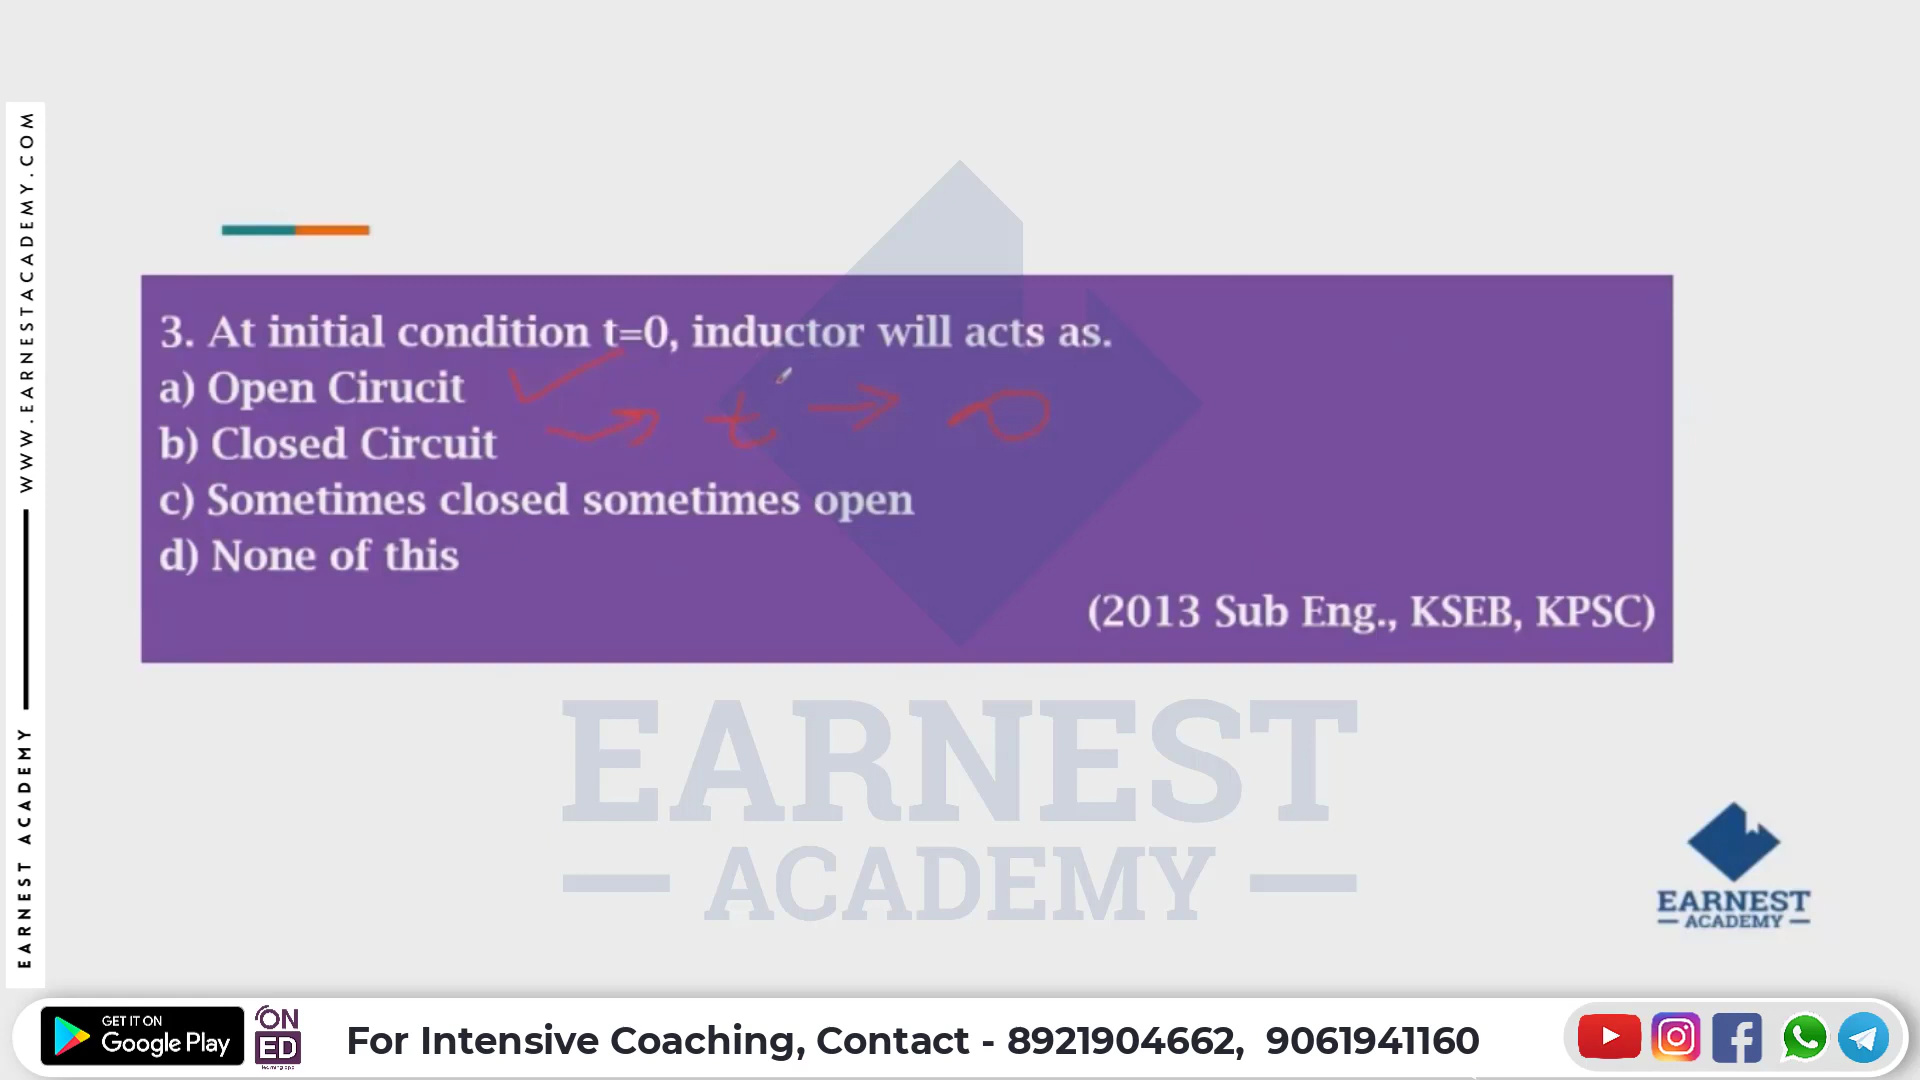 WWW.EARNESTACADEMY.COM
EARNEST ACADEMY
3. At initial condition t=0, inductor will acts as.
a) Open Cirucit
b) Closed Circuit
t →
c) Sometimes closed sometimes open
d) None of this
(2013 Sub Eng., KSEB, KPSC)
EARNEST
ACADEMY
EARNEST
ACADEMY
GET IT ON
Google Play
ON
ED
For Intensive Coaching, Contact - 8921904662, 9061941160